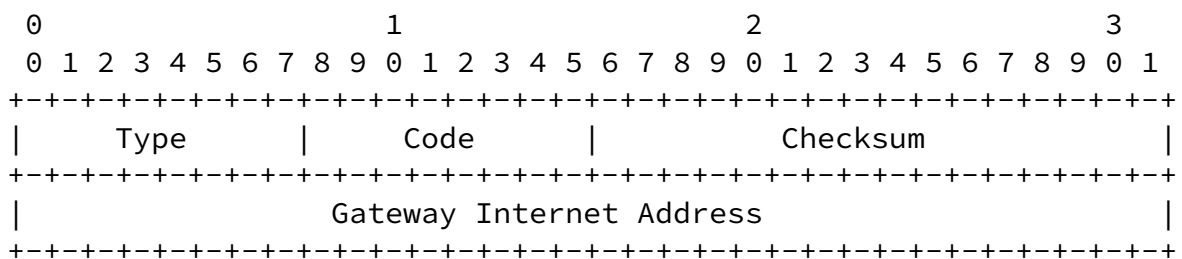 0                   1                   2                   3
 0 1 2 3 4 5 6 7 8 9 0 1 2 3 4 5 6 7 8 9 0 1 2 3 4 5 6 7 8 9 0 1
+-+-+-+-+-+-+-+-+-+-+-+-+-+-+-+-+-+-+-+-+-+-+-+-+-+-+-+-+-+-+-+-+
|     Type      |     Code      |          Checksum             |
+-+-+-+-+-+-+-+-+-+-+-+-+-+-+-+-+-+-+-+-+-+-+-+-+-+-+-+-+-+-+-+-+
|                 Gateway Internet Address                      |
+-+-+-+-+-+-+-+-+-+-+-+-+-+-+-+-+-+-+-+-+-+-+-+-+-+-+-+-+-+-+-+-+